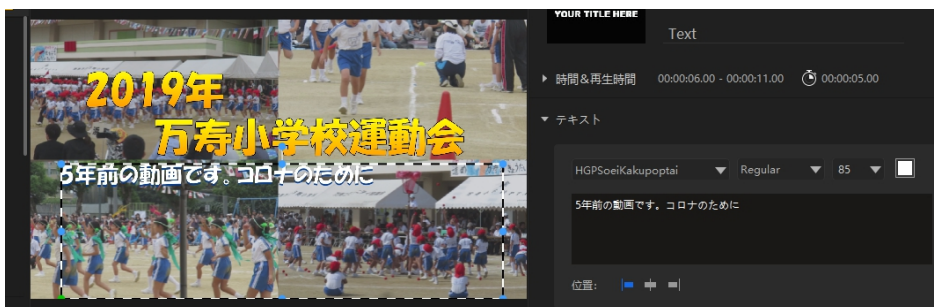 2019年
万寿小学校運動会
5年前の動画です。コロナのために
YOUR TITLE HERE
Text
時間&再生時間 00:00:06.00 - 00:00:11.00 00:00:05.00
テキスト
HGPSoeiKakupoptai Regular 85
5年前の動画です。コロナのために
位置: